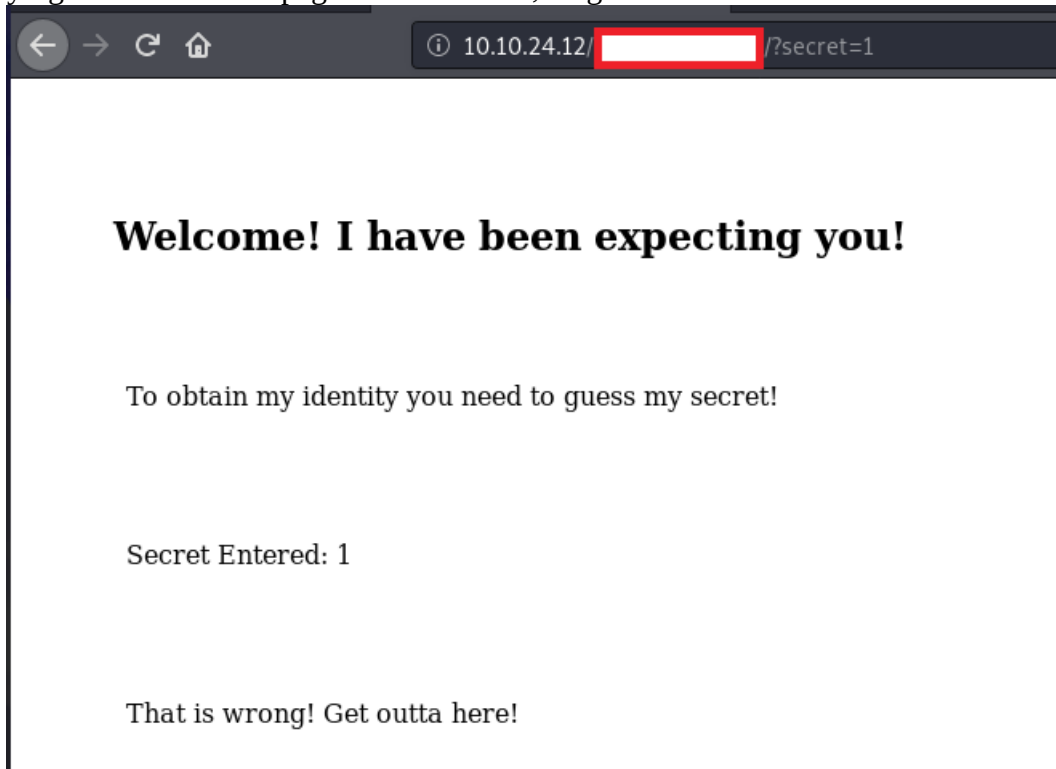 10.10.24.12/ /?secret=1
Welcome! I have been expecting you!
To obtain my identity you need to guess my secret!
Secret Entered: 1
That is wrong! Get outta here!